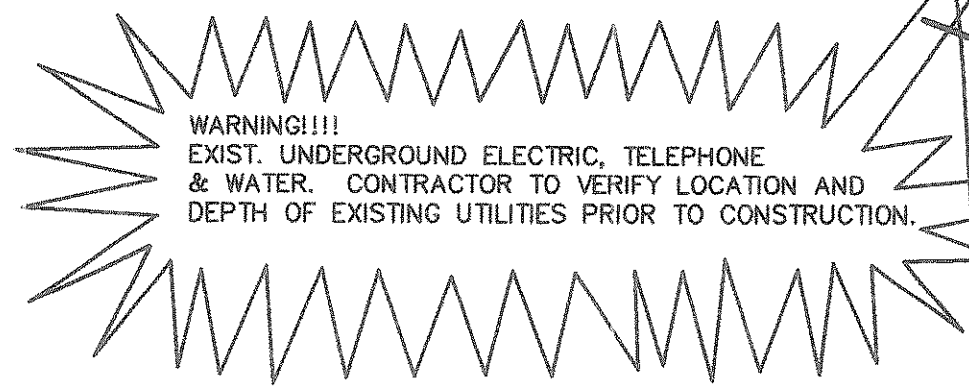 WARNING!!!!
EXIST. UNDERGROUND ELECTRIC, TELEPHONE
& WATER. CONTRACTOR TO VERIFY LOCATION AND
DEPTH OF EXISTING UTILITIES PRIOR TO CONSTRUCTION.